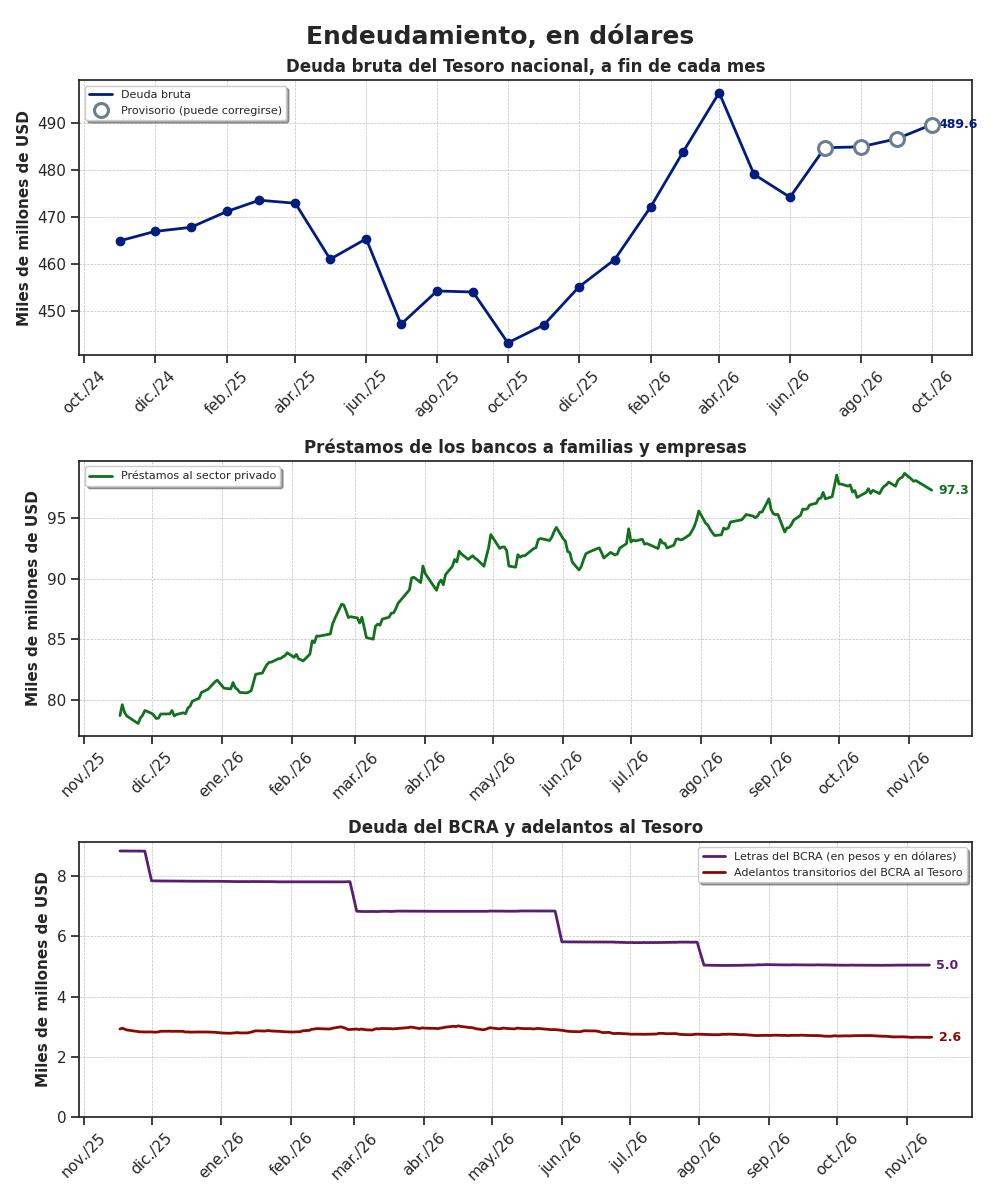 Endeudamiento, en dólares
Deuda bruta del Tesoro nacional, a fin de cada mes
Miles de millones de USD
490
480
470
460
450
Deuda bruta
Provisorio (puede corregirse)
489.6
oct./24
dic./24
feb./25
abr./25
jun./25
ago./25
oct./25
dic./25
feb./26
abr./26
jun./26
ago./26
oct./26
Préstamos de los bancos a familias y empresas
Miles de millones de USD
95
90
85
80
Préstamos al sector privado
97.3
nov./25
dic./25
ene./26
feb./26
mar./26
abr./26
may./26
jun./26
jul./26
ago./26
sep./26
oct./26
nov./26
Deuda del BCRA y adelantos al Tesoro
Miles de millones de USD
8
6
4
2
0
Letras del BCRA (en pesos y en dólares)
Adelantos transitorios del BCRA al Tesoro
5.0
2.6
nov./25
dic./25
ene./26
feb./26
mar./26
abr./26
may./26
jun./26
jul./26
ago./26
sep./26
oct./26
nov./26